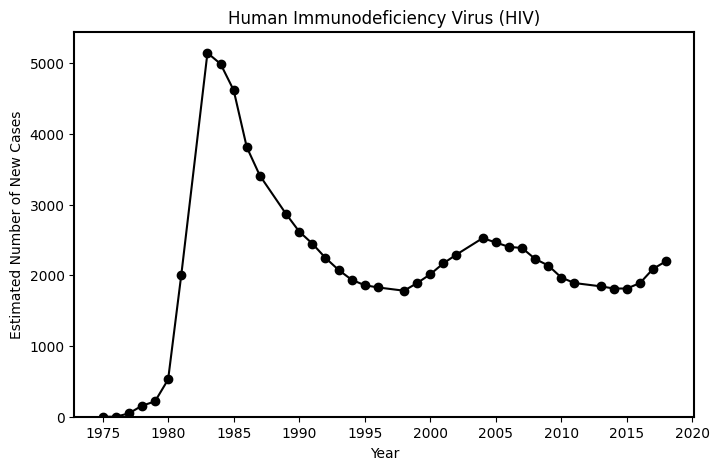 Human Immunodeficiency Virus (HIV)
Estimated Number of New Cases
5000
4000
3000
2000
1000
0
1975 1980 1985 1990 1995 2000 2005 2010 2015 2020
Year